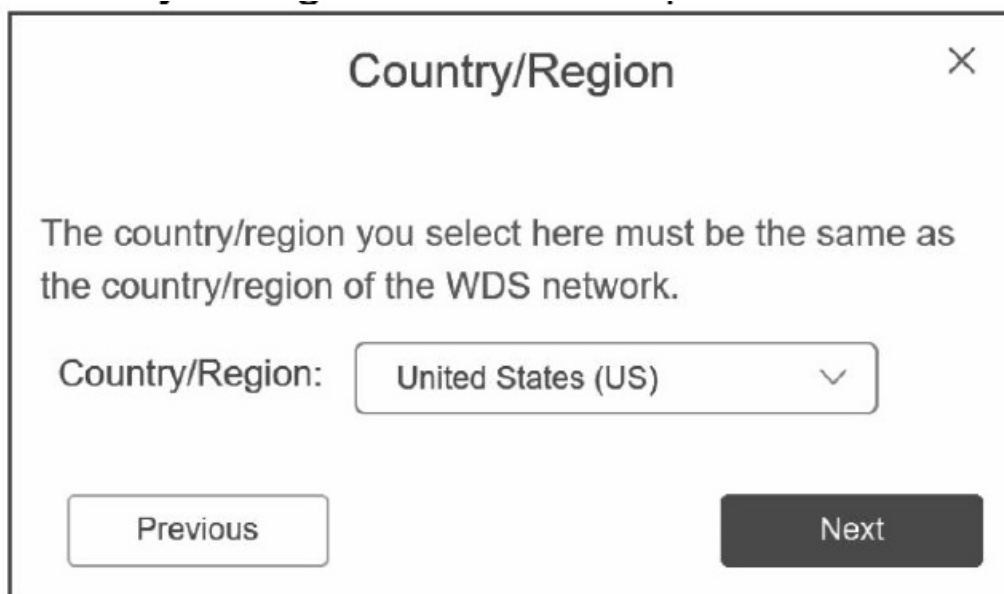 Country/Region
The country/region you select here must be the same as
the country/region of the WDS network.
Country/Region:
United States (US)
Previous
Next